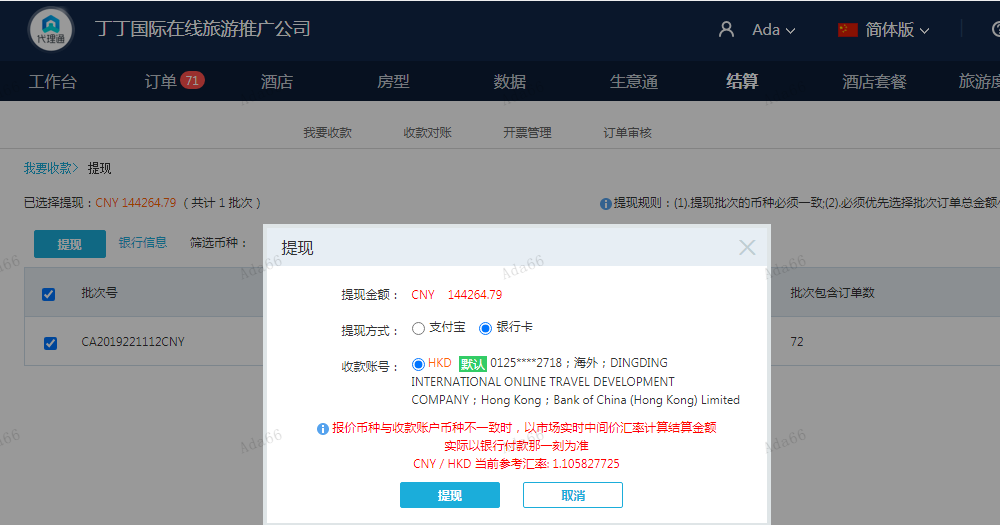 代理通
丁丁国际在线旅游推广公司
Ada
简体版
工作台 订单 71 酒店 房型 数据 生意通 结算 酒店套餐 旅游度
我要收款 收款对账 开票管理 订单审核
我要收款> 提现
已选择提现：CNY 144264.79 （ 共计 1 批次 ）
提现规则：(1).提现批次的币种必须一致;(2).必须优先选择批次订单总金额
提现 银行信息 筛选币种：
批次号 批次包含订单数
CA2019221112CNY 72
提现
提现金额： CNY 144264.79
提现方式： 支付宝 银行卡
收款账号： HKD 默认 0125****2718；海外；DINGDING
INTERNATIONAL ONLINE TRAVEL DEVELOPMENT
COMPANY；Hong Kong；Bank of China (Hong Kong) Limited
报价币种与收款账户币种不一致时，以市场实时中间价汇率计算结算金额
实际以银行付款那一刻为准
CNY / HKD 当前参考汇率: 1.105827725
提现 取消
Ada66
Ada66
Ada66
Ada66
Ada66